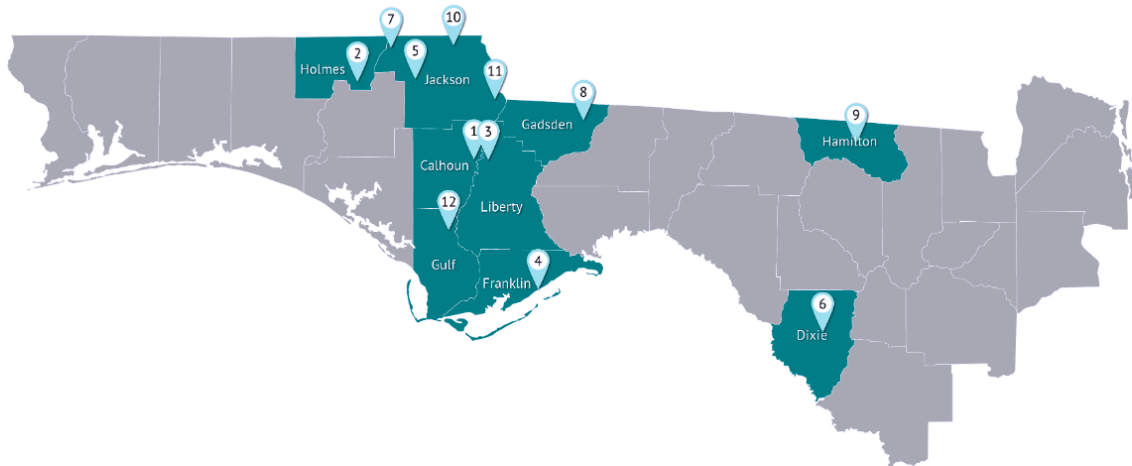 10
7
2
5
Holmes
Jackson
11
8
Gadsden
9
Hamilton
1
3
Calhoun
12
Liberty
4
Gulf
Franklin
6
Dixie